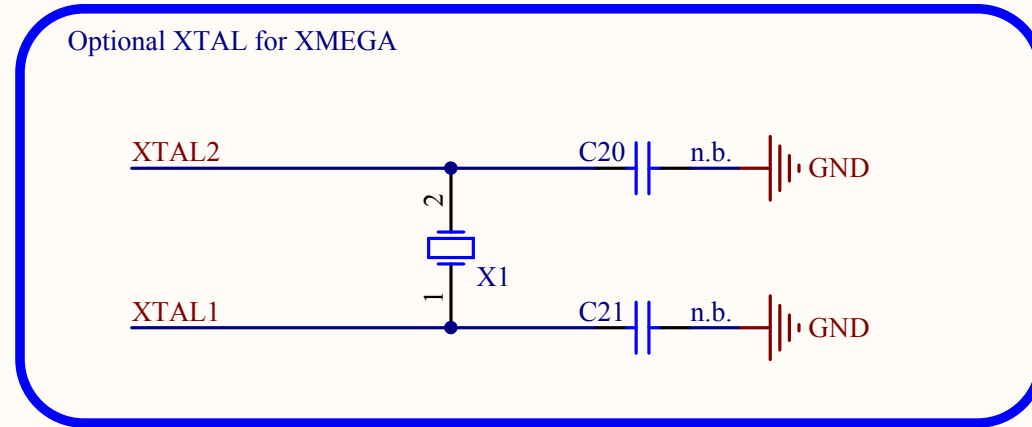 Optional XTAL for XMEGA
XTAL2
C20
n.b.
GND
2
X1
1
XTAL1
C21
n.b.
GND